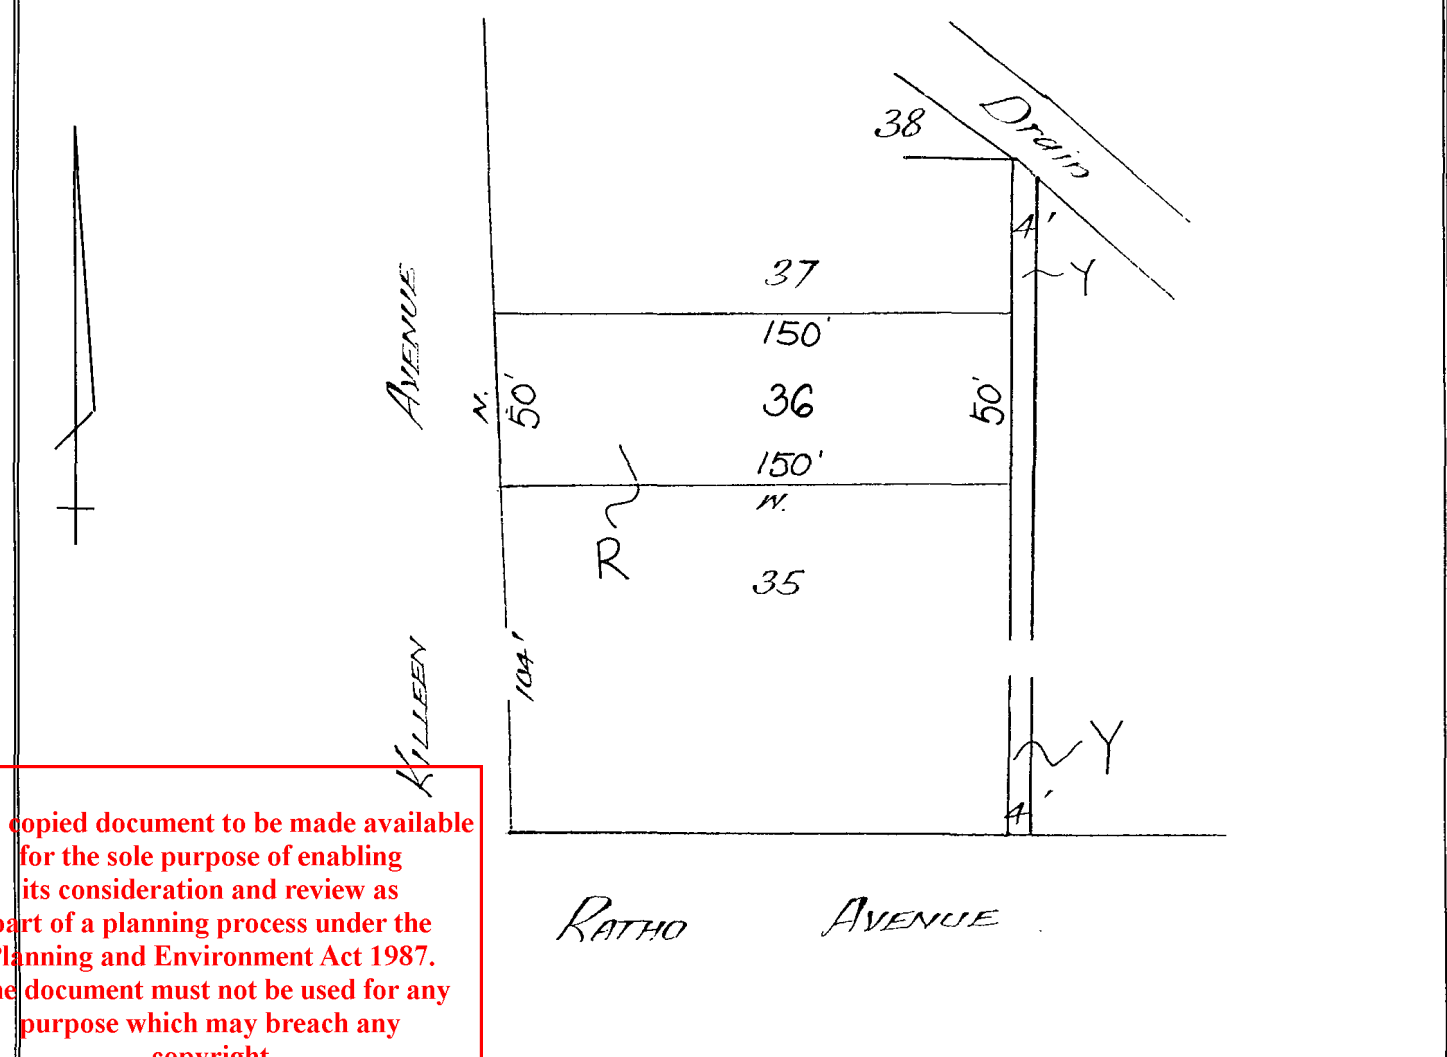 38
Drain
4'
Y
37
150'
AVENUE
N.
50'
36
50'
150'
W.
R
35
KILLEEN
104'
Y
4'
RATHO AVENUE
copied document to be made available
for the sole purpose of enabling
its consideration and review as
part of a planning process under the
Planning and Environment Act 1987.
document must not be used for any
purpose which may breach any
copyright